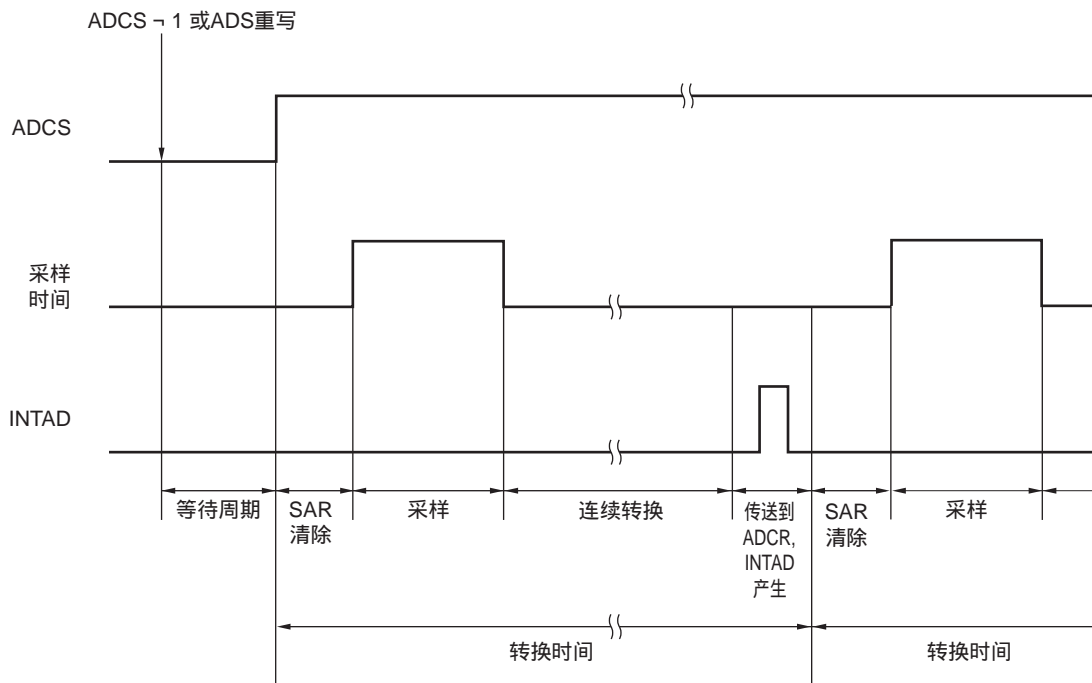 ADCS ¬ 1 或ADS重写
ADCS
采样
时间
INTAD
等待周期
SAR
清除
采样
连续转换
传送到
ADCR,
INTAD
产生
SAR
清除
采样
转换时间
转换时间